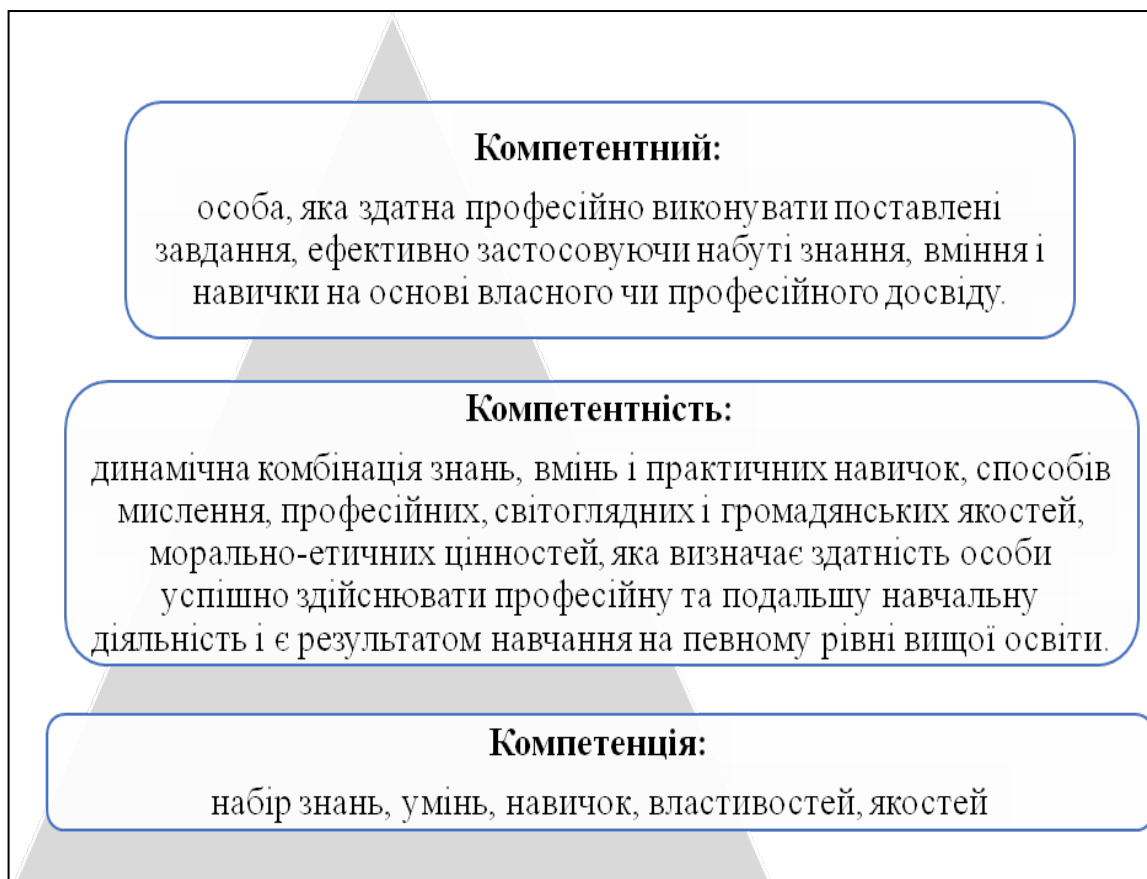 Компетентний:
особа, яка здатна професійно виконувати поставлені
завдання, ефективно застосовуючи набуті знання, вміння і
навички на основі власного чи професійного досвіду.
Компетентність:
динамічна комбінація знань, вмінь і практичних навичок, способів
мислення, професійних, світоглядних і громадянських якостей,
морально-етичних цінностей, яка визначає здатність особи
успішно здійснювати професійну та подальшу навчальну
діяльність і є результатом навчання на певному рівні вищої освіти.
Компетенція:
набір знань, умінь, навичок, властивостей, якостей